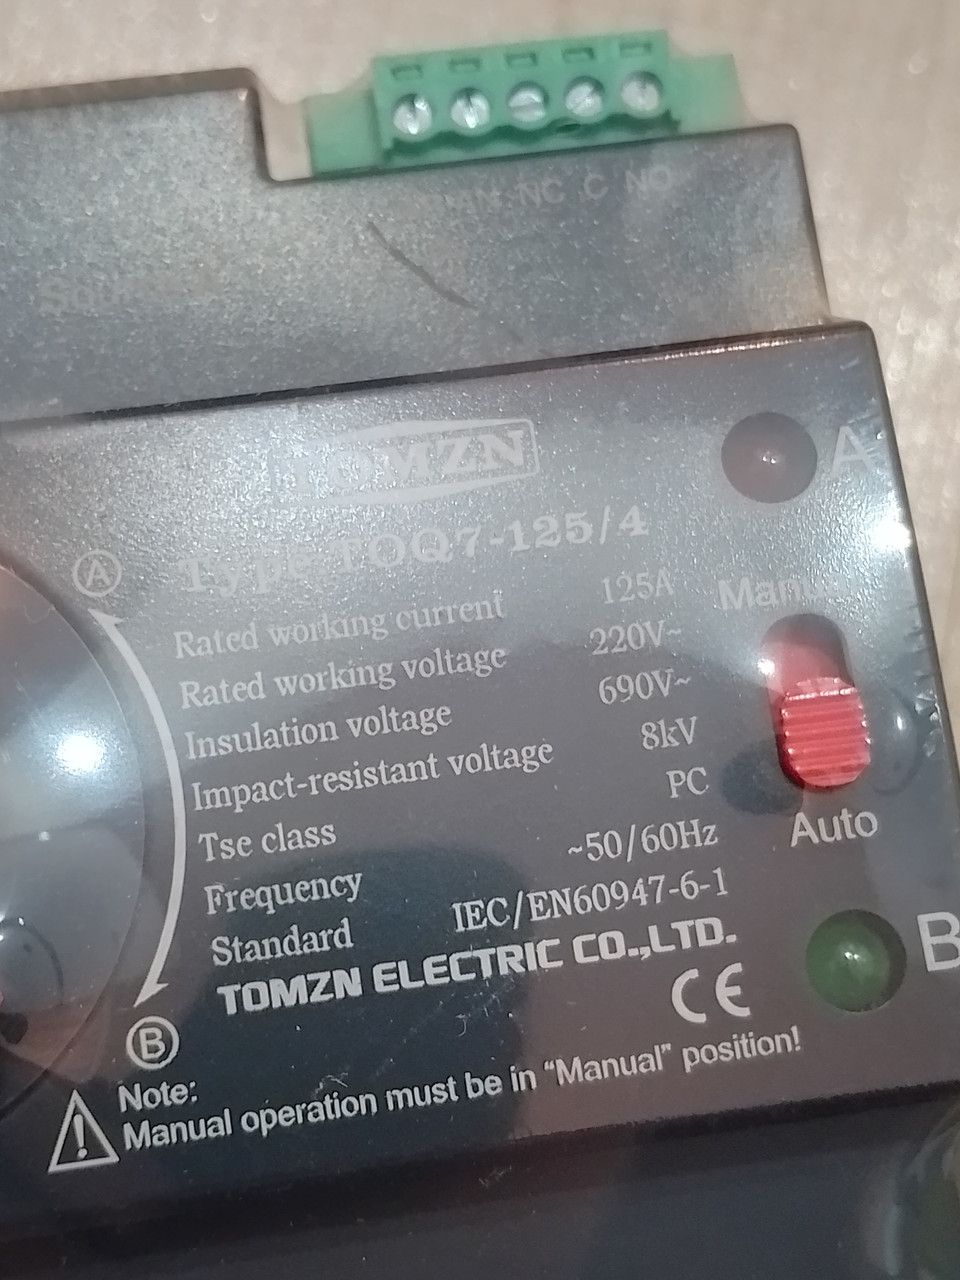 NC C NO
TOMZN
A
Type TOQ7-125/4
A
Rated working current 125A
Rated working voltage 220V~
Insulation voltage 690V~
Impact-resistant voltage 8kV
Tse class PC
Frequency ~50/60Hz
Standard IEC/EN60947-6-1
TOMZN ELECTRIC CO.,LTD.
CE
Manual
Auto
B
B
Note:
Manual operation must be in “Manual” position!